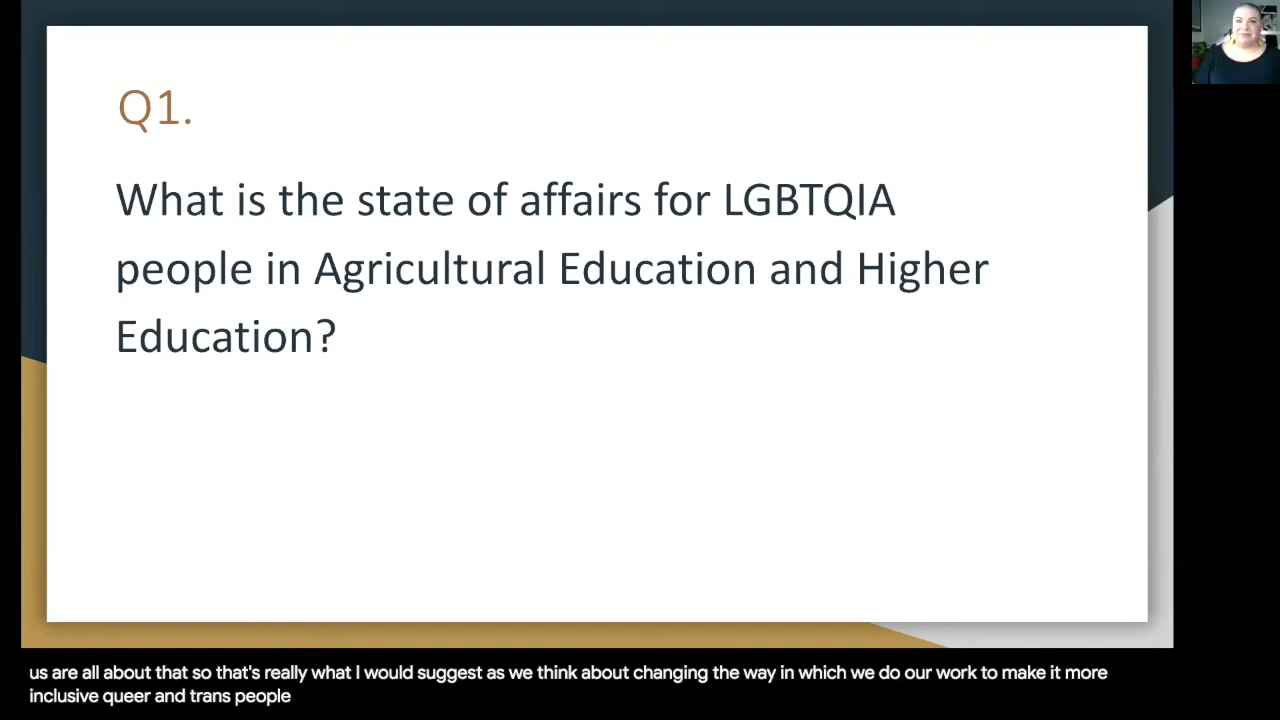 Q1.
What is the state of affairs for LGBTQIA
people in Agricultural Education and Higher
Education?
us are all about that so that's really what I would suggest as we think about changing the way in which we do our work to make it more
inclusive queer and trans people